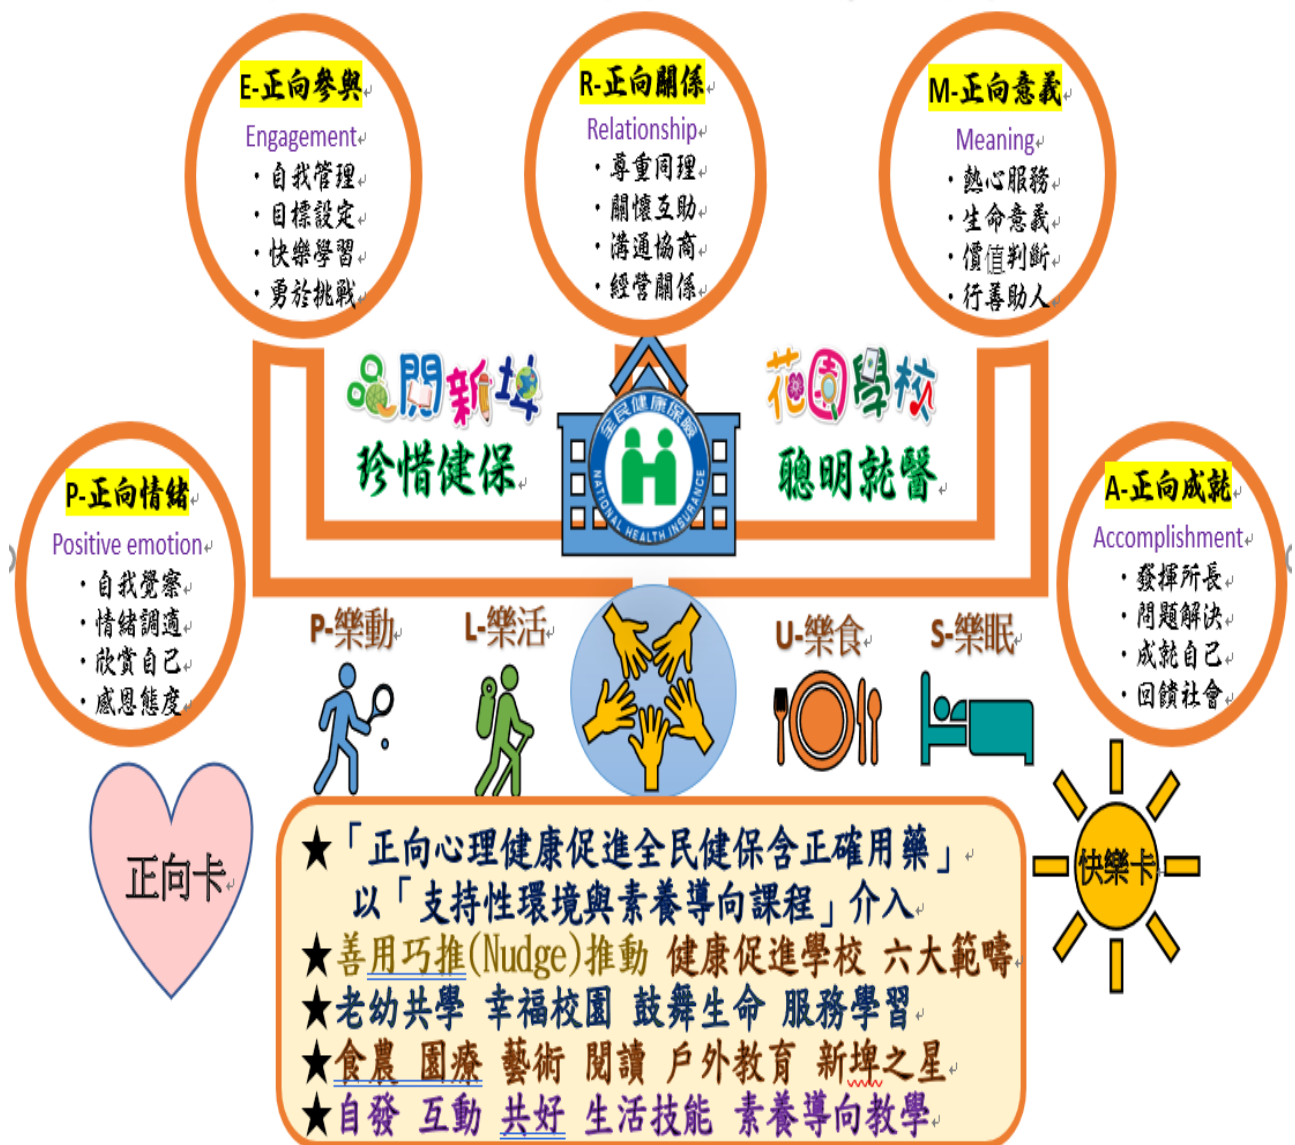 E-正向參與
Engagement
・自我管理
・目標設定
・快樂學習
・勇於挑戰
R-正向關係
Relationship
・尊重同理
・關懷互助
・溝通協商
・經營關係
M-正向意義
Meaning
・熱心服務
・生命意義
・價值判斷
・行善助人
品閱新埤
珍惜健保
全民健康保險
NATIONAL HEALTH INSURANCE
花園學校
聰明就醫
P-正向情緒
Positive emotion
・自我覺察
・情緒調適
・欣賞自己
・感恩態度
A-正向成就
Accomplishment
・發揮所長
・問題解決
・成就自己
・回饋社會
P-樂動
L-樂活
U-樂食
S-樂眠
正向卡
快樂卡
★「正向心理健康促進全民健保含正確用藥」
以「支持性環境與素養導向課程」介入
★善用巧推(Nudge)推動 健康促進學校 六大範疇
★老幼共學 幸福校園 鼓舞生命 服務學習
★食農 園療 藝術 閱讀 戶外教育 新埤之星
★自發 互動 共好 生活技能 素養導向教學